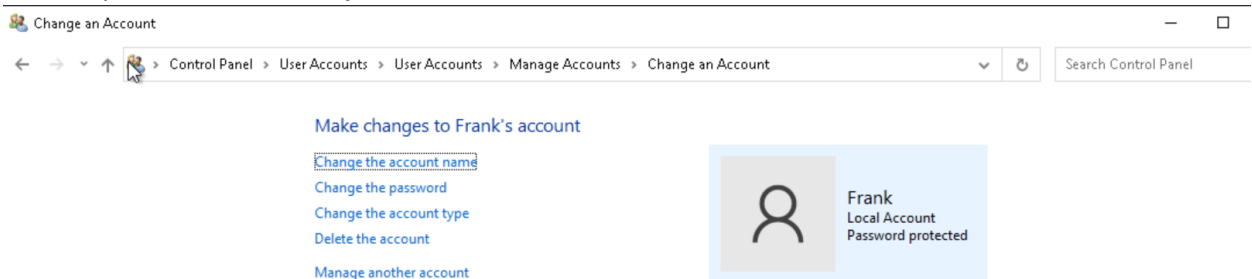 Change an Account
Control Panel > User Accounts > User Accounts > Manage Accounts > Change an Account
Search Control Panel
Make changes to Frank's account
Change the account name
Change the password
Change the account type
Delete the account
Manage another account
Frank
Local Account
Password protected